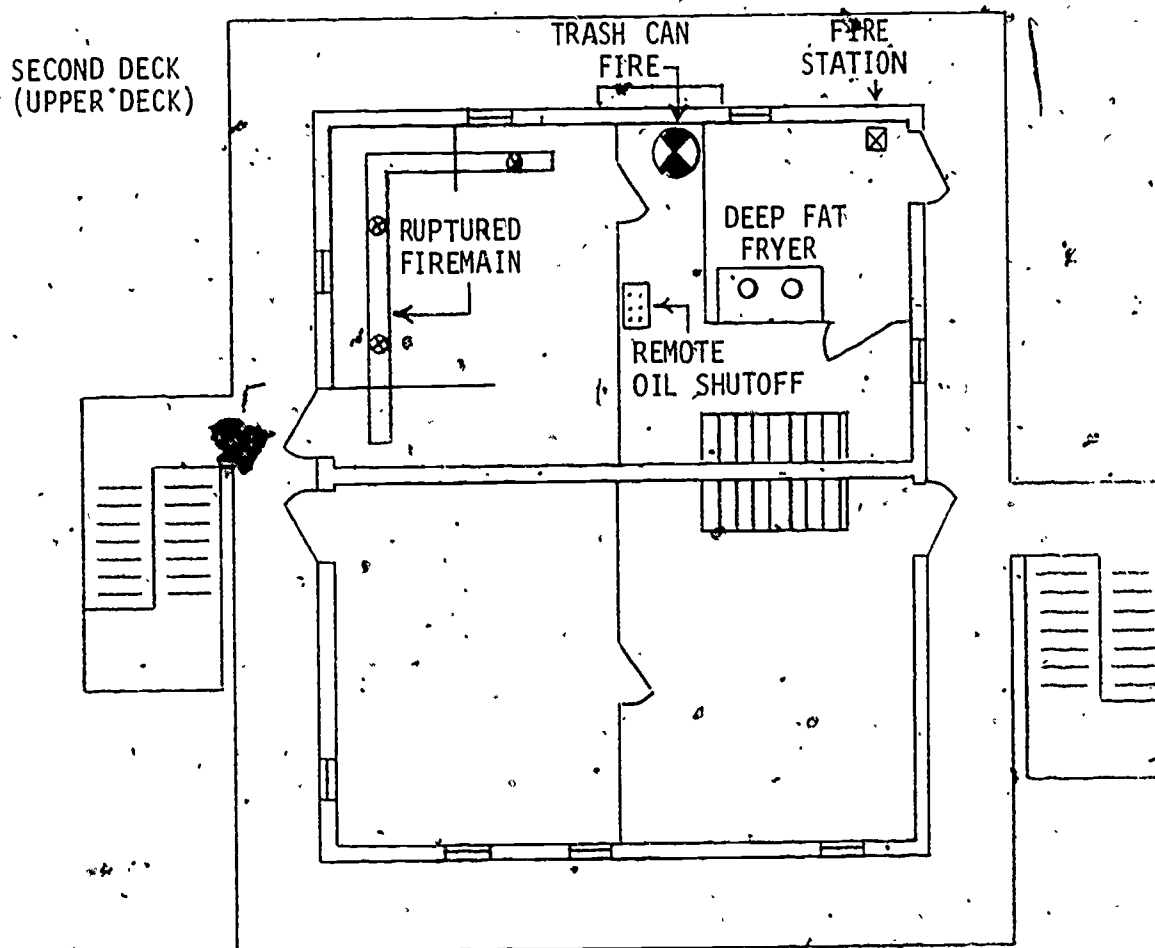 SECOND DECK
(UPPER DECK)
TRASH CAN
FIRE
FIRE
STATION
RUPTURED
FIREMAIN
DEEP FAT
FRYER
REMOTE
OIL SHUTOFF